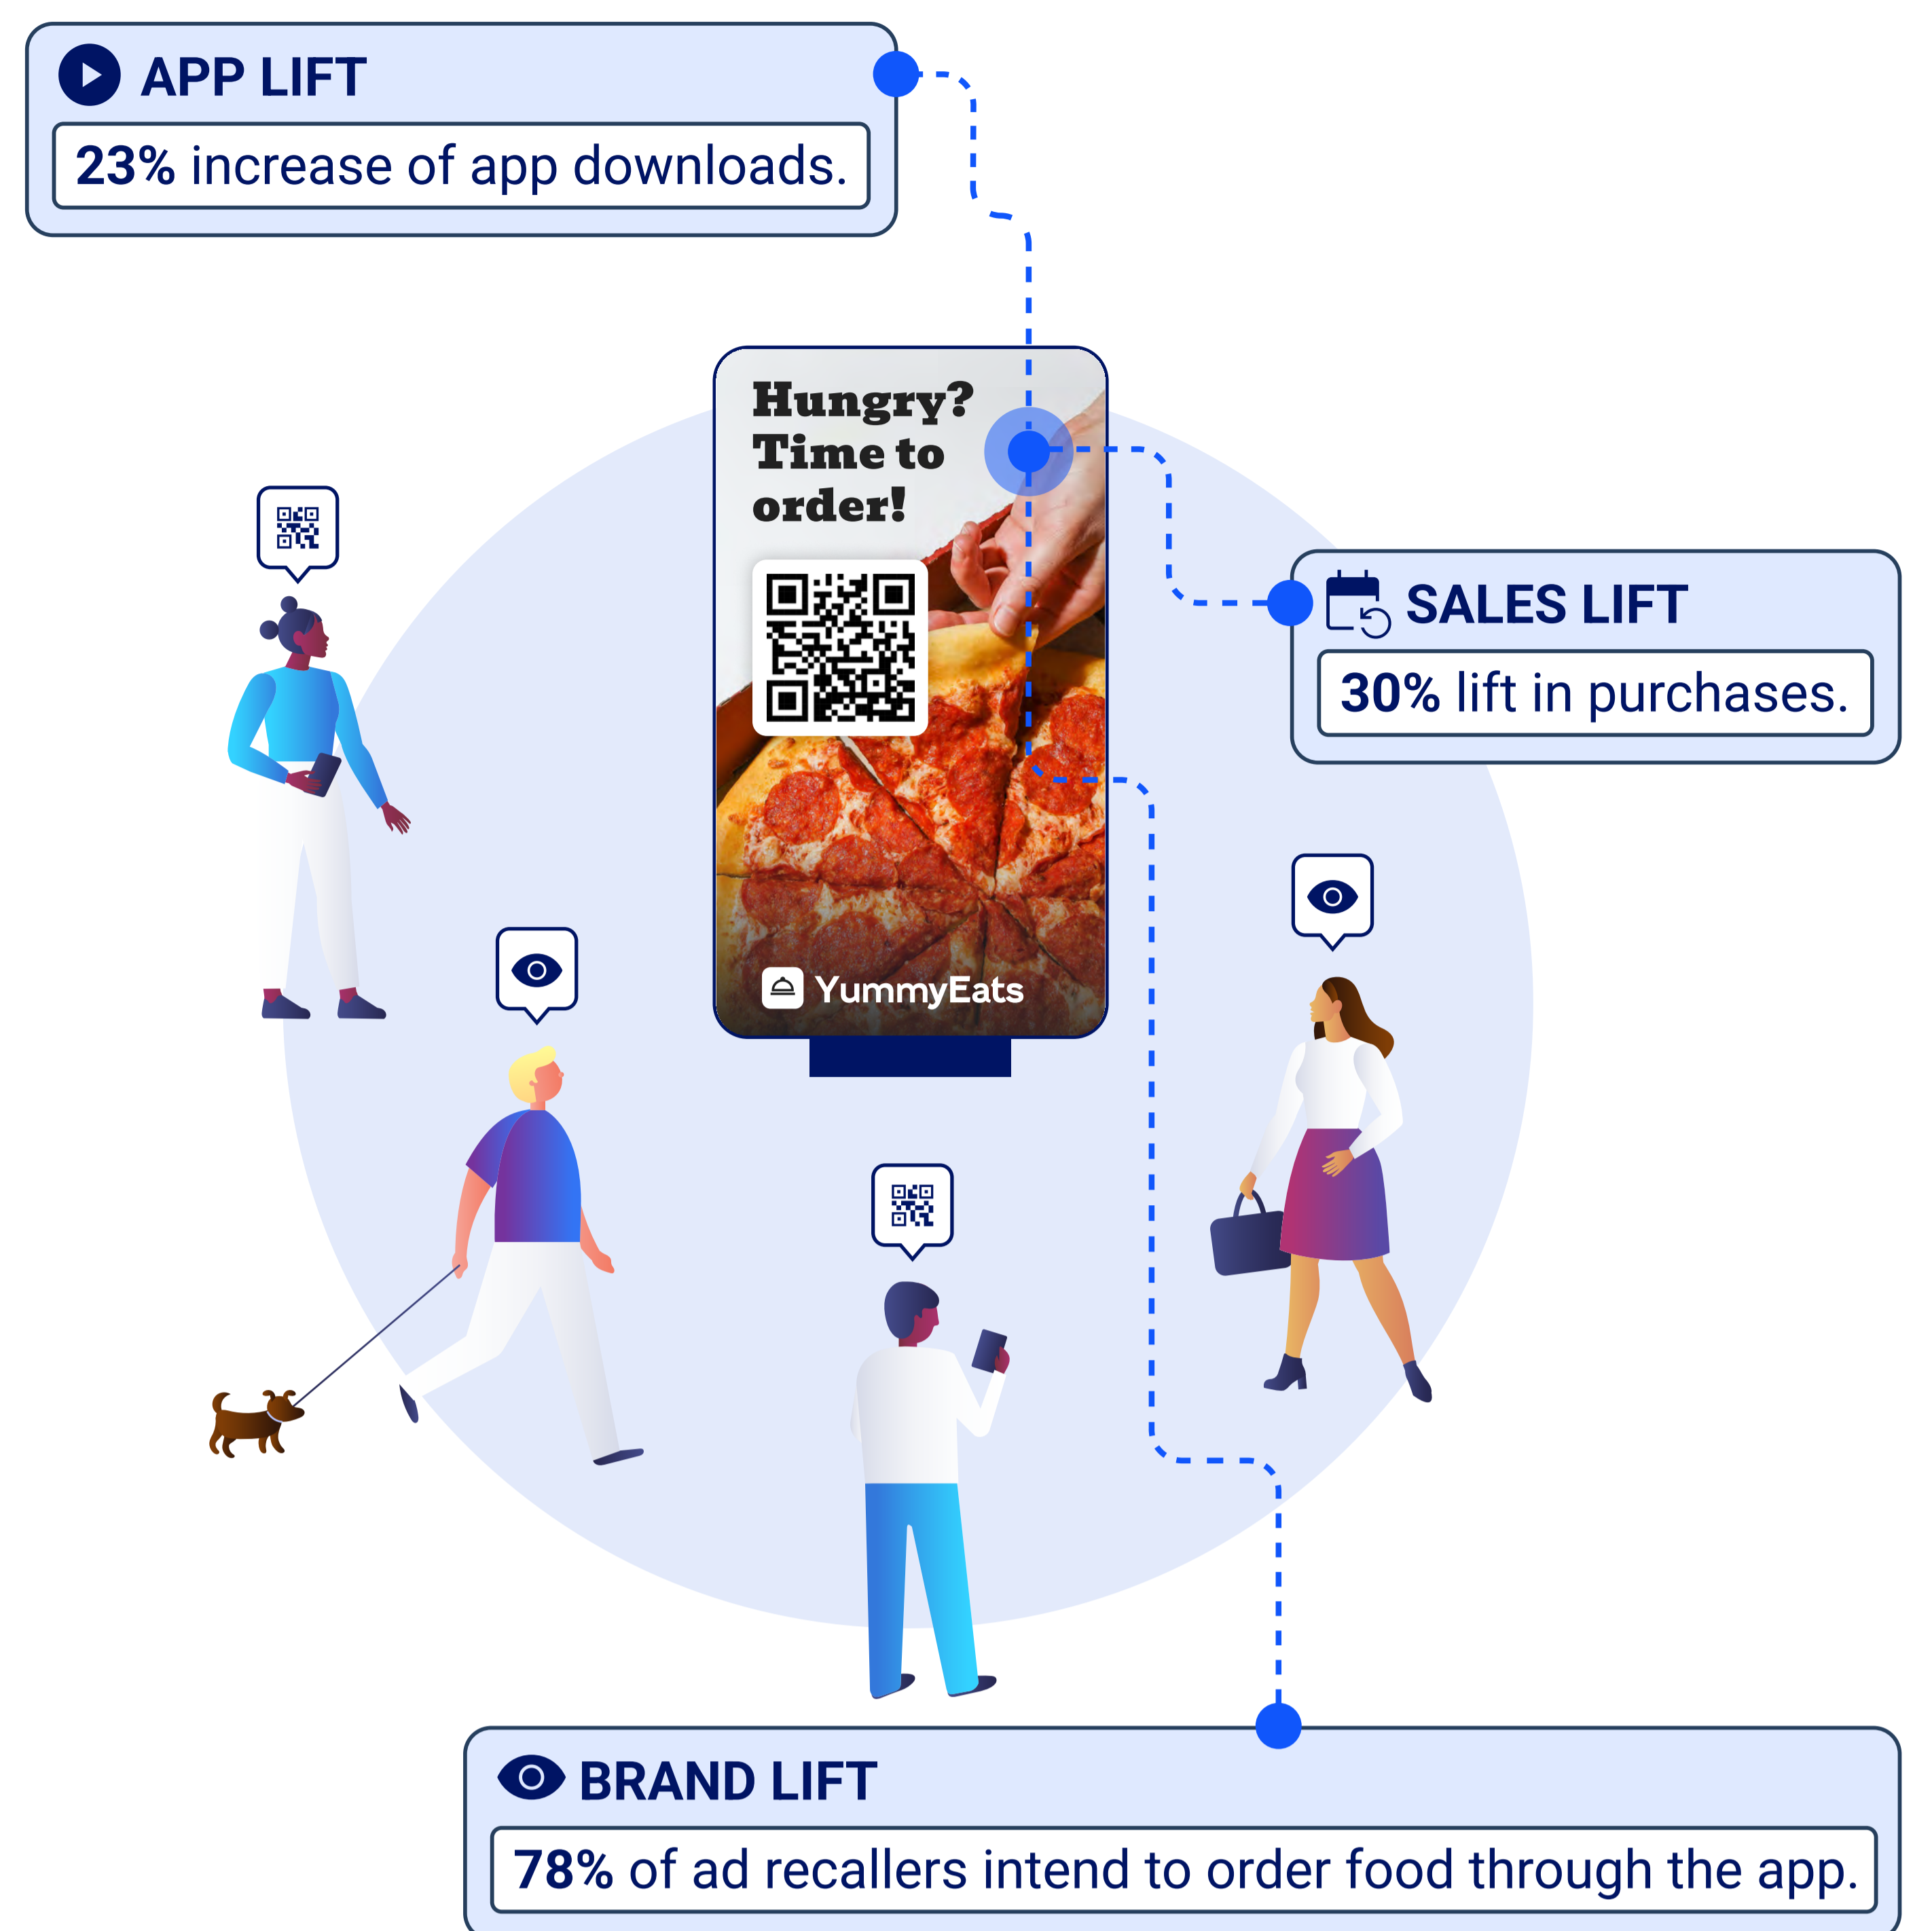 APP LIFT
23% increase of app downloads.
Hungry?
Time to
order!
SALES LIFT
30% lift in purchases.
YummyEats
BRAND LIFT
78% of ad recallers intend to order food through the app.